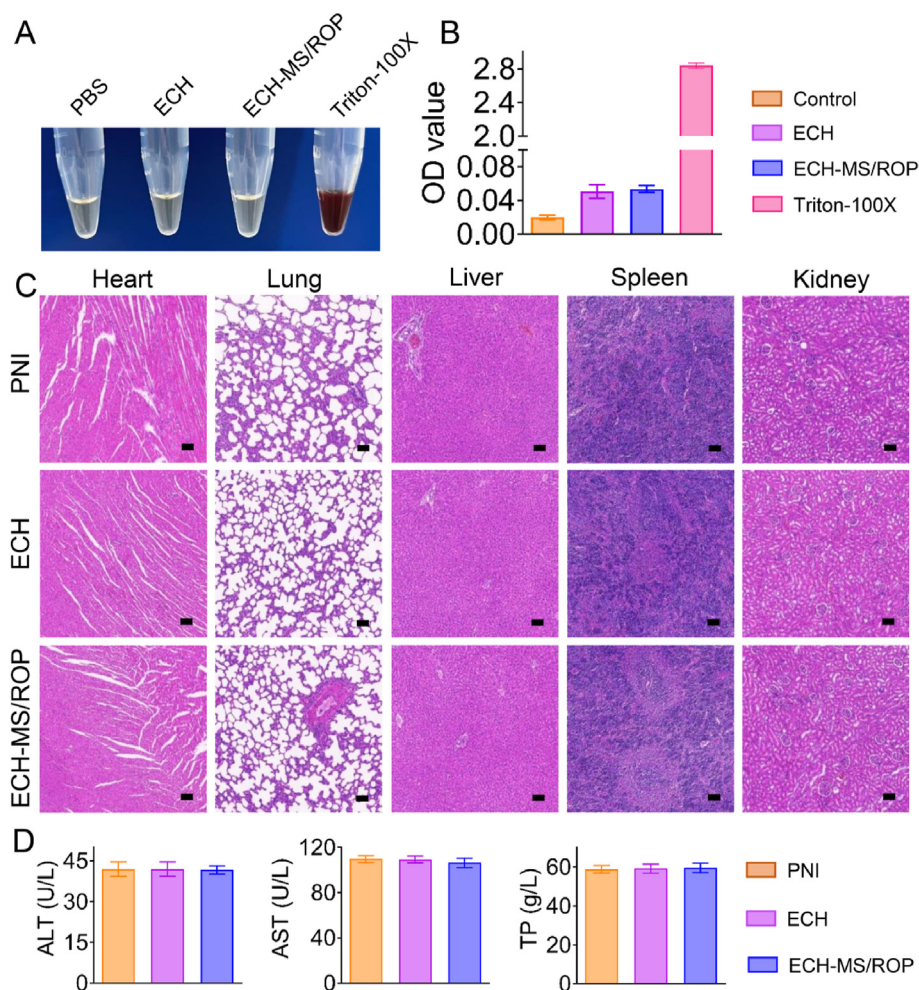 A
PBS
ECH
ECH-MS/ROP
Triton-100X
B
OD value
2.8
2.4
2.0
0.08
0.04
0.00
Control
ECH
ECH-MS/ROP
Triton-100X
C
Heart
Lung
Liver
Spleen
Kidney
PNI
ECH
ECH-MS/ROP
D
ALT (U/L)
45
30
15
0
AST (U/L)
120
80
40
0
TP (g/L)
60
40
20
0
PNI
ECH
ECH-MS/ROP